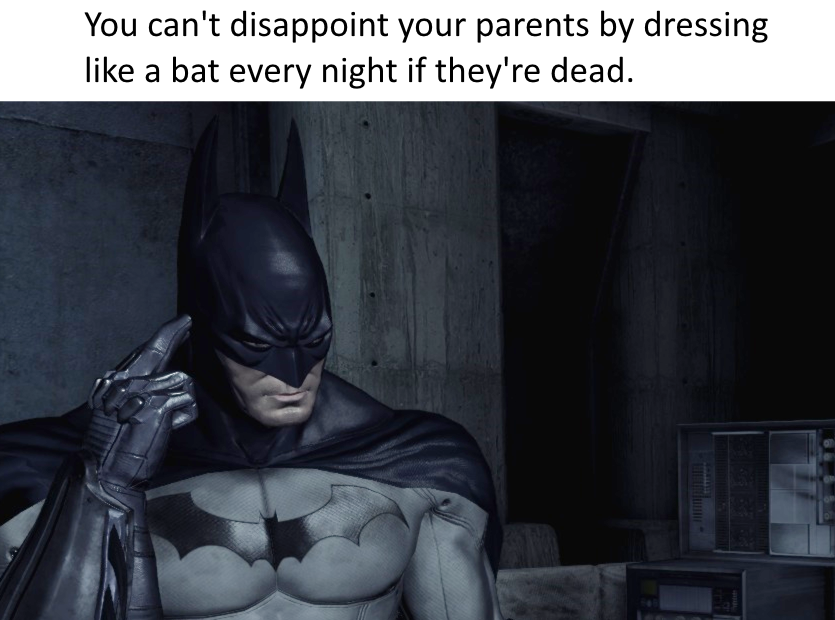 You can't disappoint your parents by dressing
like a bat every night if they're dead.